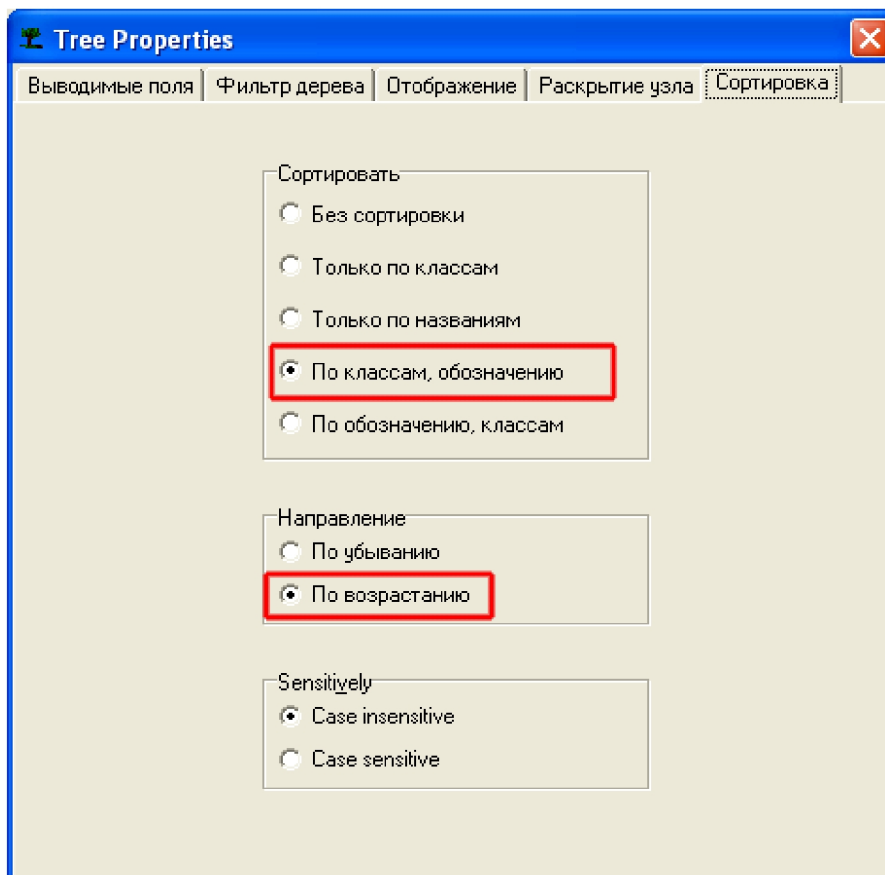 Tree Properties
Выводимые поля Фильтр дерева Отображение Раскрытие узла Сортировка
Сортировать
Без сортировки
Только по классам
Только по названиям
По классам, обозначению
По обозначению, классам
Направление
По убыванию
По возрастанию
Sensitively
Case insensitive
Case sensitive